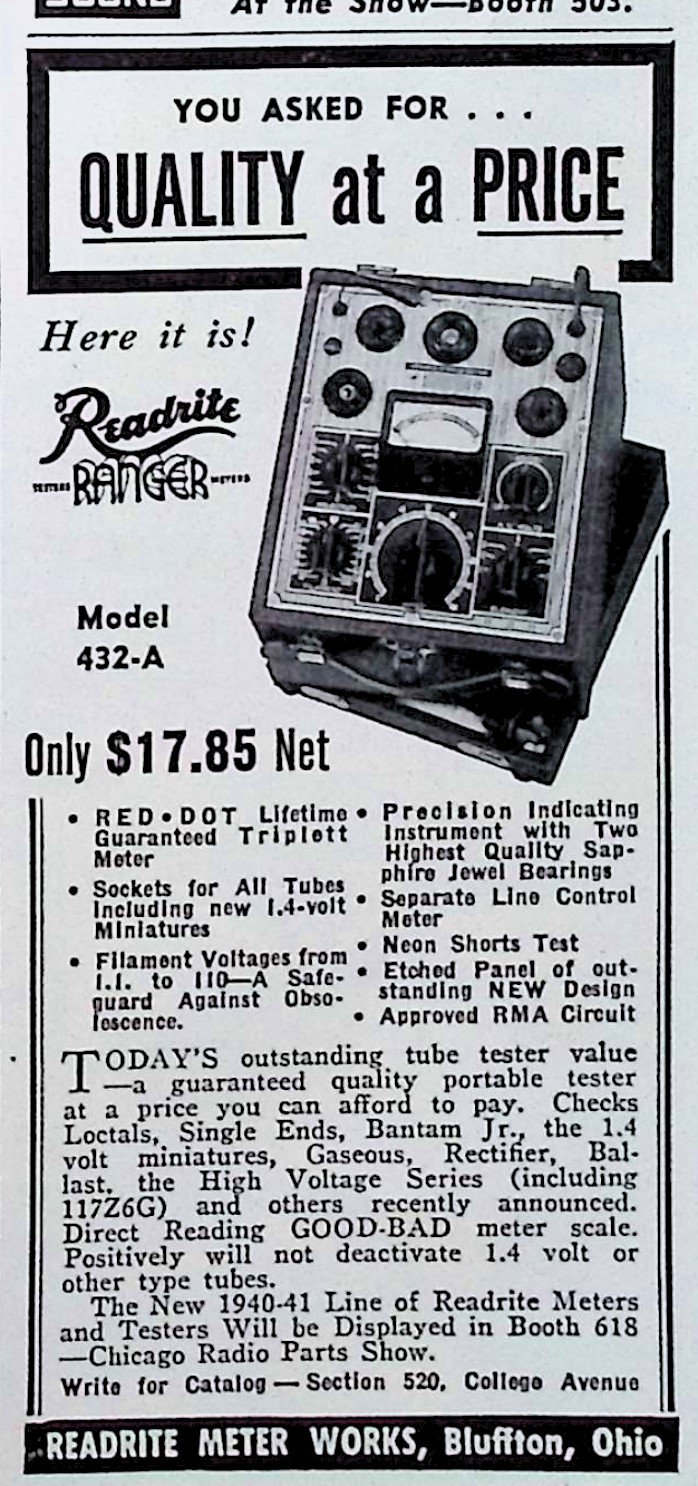 At the Show—Booth 503.
YOU ASKED FOR . . .
QUALITY at a PRICE
Here it is!
Readrite
TESTERS RANGER METERS
Model
432-A
Only $17.85 Net
• RED•DOT Lifetime
Guaranteed Triplett
Meter
• Sockets for All Tubes
Including new 1.4-volt
Miniatures
• Filament Voltages from
1.1. to 110—A Safe-
guard Against Obso-
lescence.
• Precision Indicating
Instrument with Two
Highest Quality Sap-
phire Jewel Bearings
• Separate Line Control
Meter
• Neon Shorts Test
• Etched Panel of out-
standing NEW Design
• Approved RMA Circuit
TODAY'S outstanding tube tester value
—a guaranteed quality portable tester
at a price you can afford to pay. Checks
Loctals, Single Ends, Bantam Jr., the 1.4
volt miniatures, Gaseous, Rectifier, Bal-
last, the High Voltage Series (including
117Z6G) and others recently announced.
Direct Reading GOOD-BAD meter scale.
Positively will not deactivate 1.4 volt or
other type tubes.
The New 1940-41 Line of Readrite Meters
and Testers Will be Displayed in Booth 618
—Chicago Radio Parts Show.
Write for Catalog — Section 520, College Avenue
READRITE METER WORKS, Bluffton, Ohio